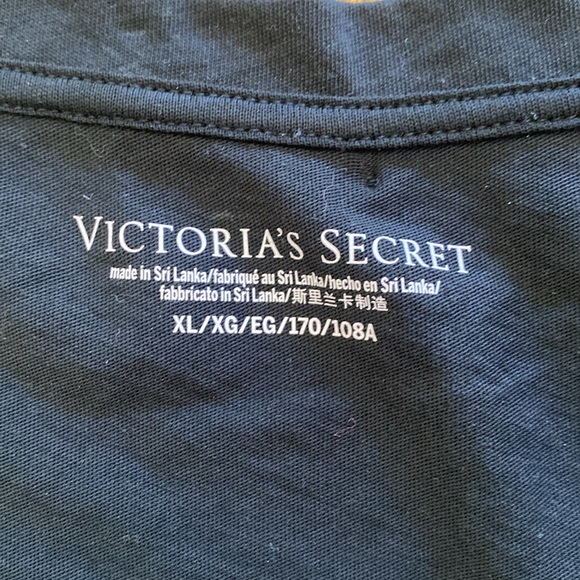 VICTORIA'S SECRET
made in Sri Lanka/fabriqué au Sri Lanka/hecho en Sri Lanka/
fabbricato in Sri Lanka/斯里兰卡制造
XL/XG/EG/170/108A